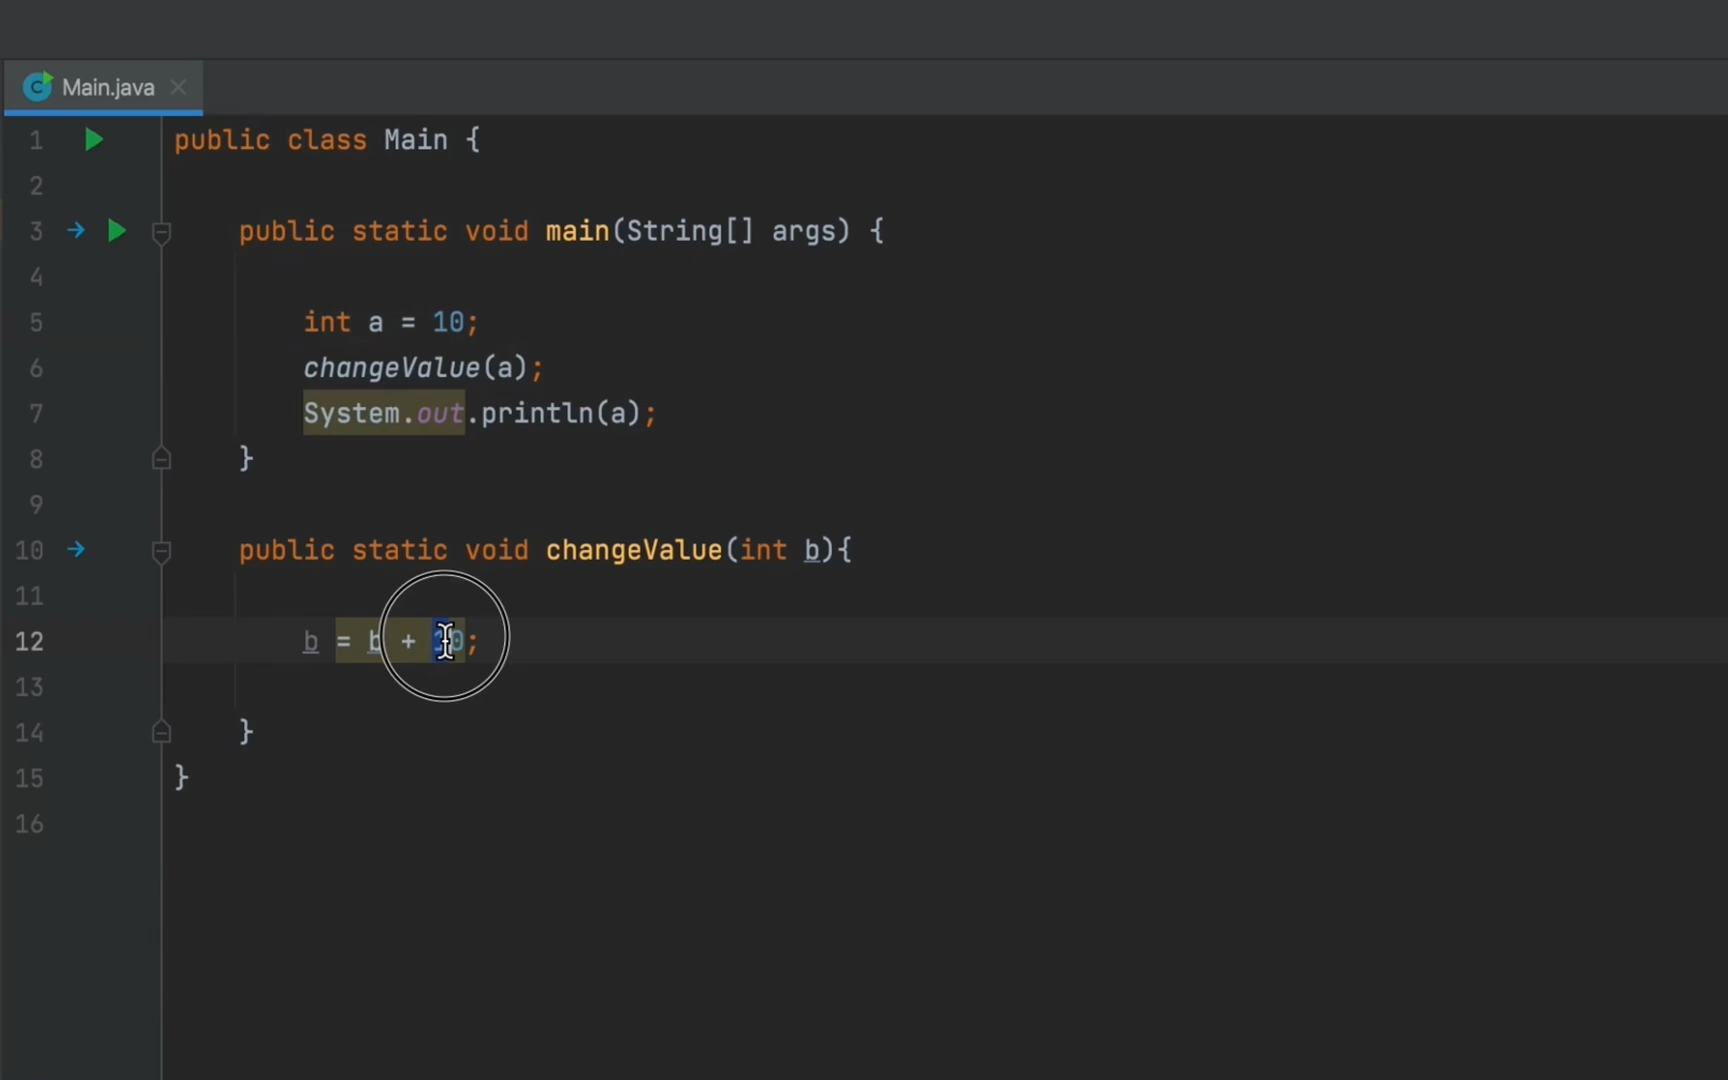 Main.java
1 public class Main {
2
3 public static void main(String[] args) {
4
5 int a = 10;
6 changeValue(a);
7 System.out.println(a);
8 }
9
10 public static void changeValue(int b){
11
12 b = b + 10;
13
14 }
15 }
16